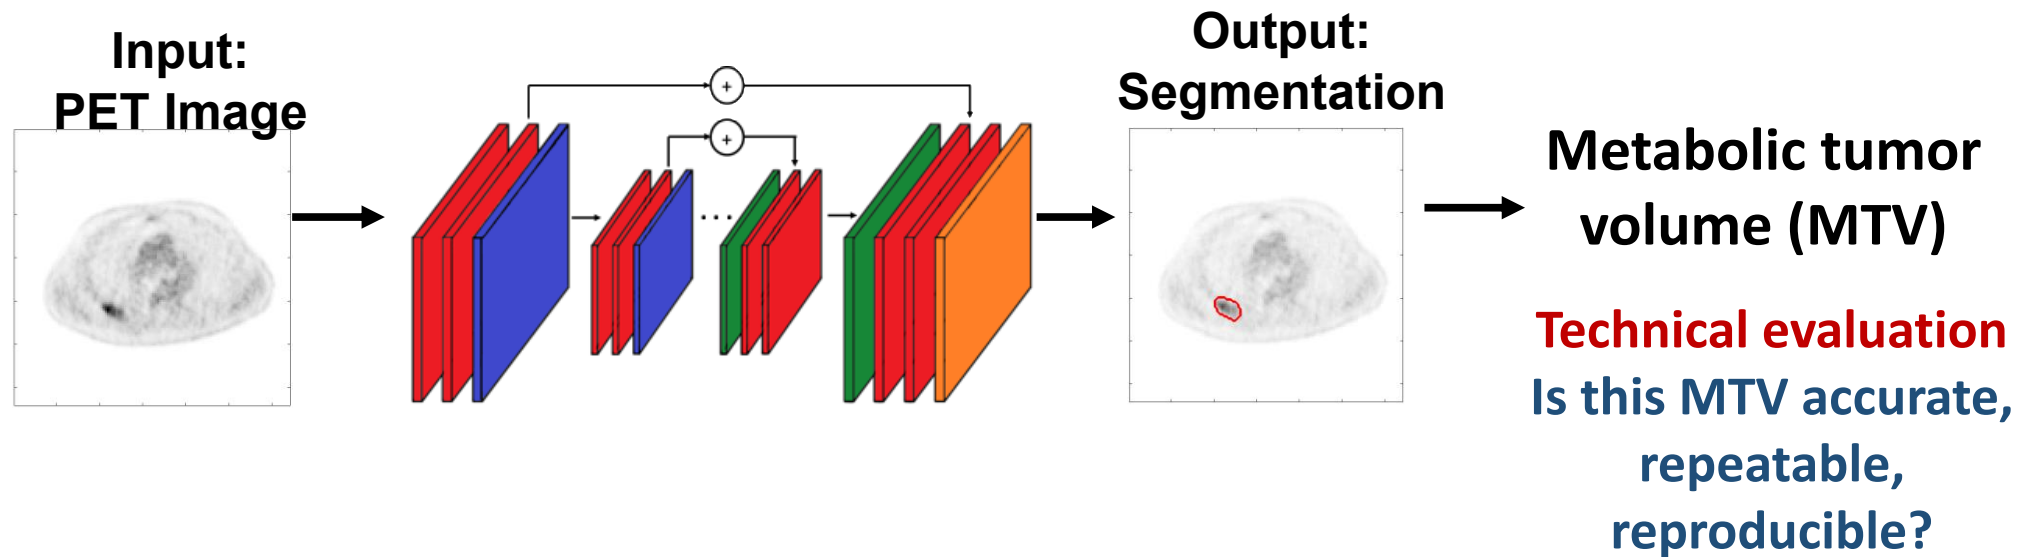 Input:
PET Image
+
+
...
Output:
Segmentation
Metabolic tumor
volume (MTV)
Technical evaluation
Is this MTV accurate,
repeatable,
reproducible?